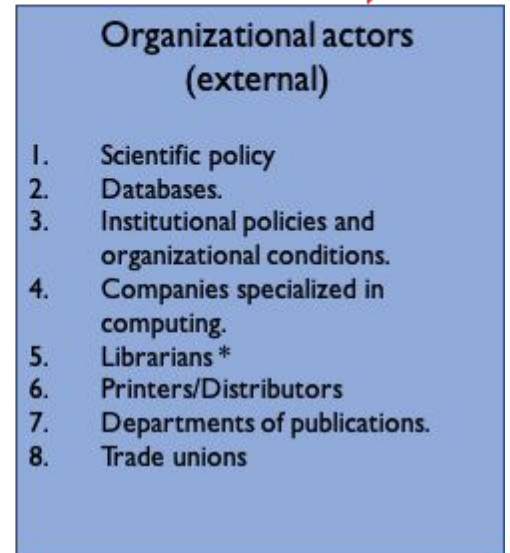 Organizational actors
(external)
1. Scientific policy
2. Databases.
3. Institutional policies and
organizational conditions.
4. Companies specialized in
computing.
5. Librarians *
6. Printers/Distributors
7. Departments of publications.
8. Trade unions